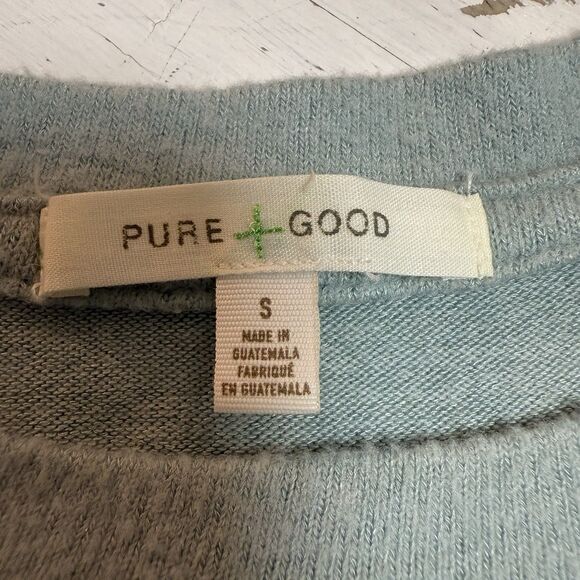 PURE + GOOD
S
MADE IN
GUATEMALA
FABRIQUÉ
EN GUATEMALA